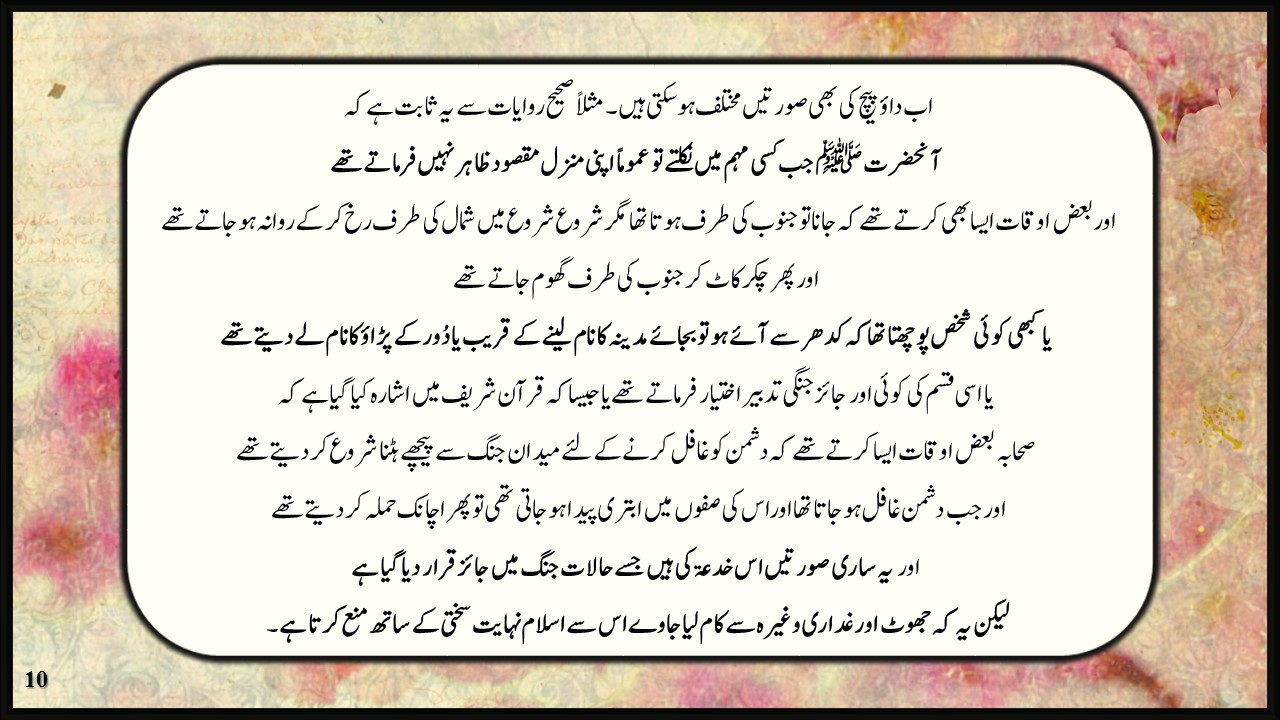 اب داؤ پیچ کی بھی صورتیں مختلف ہو سکتی ہیں۔ مثلاً صحیح روایات سے یہ ثابت ہے کہ
آنحضرت ﷺ جب کسی مہم میں نکلتے تو عموماً اپنی منزل مقصود ظاہر نہیں فرماتے تھے
اور بعض اوقات ایسا بھی کرتے تھے کہ جانا تو جنوب کی طرف ہوتا تھا مگر شروع شروع میں شمال کی طرف رخ کر کے روانہ ہو جاتے تھے
اور پھر چکر کاٹ کر جنوب کی طرف گھوم جاتے تھے
یا کبھی کوئی شخص پوچھتا تھا کہ کدھر سے آئے ہو تو بجائے مدینہ کا نام لینے کے قریب یا دُور کے پڑاؤ کا نام لے دیتے تھے
یا اسی قسم کی کوئی اور جائز جنگی تدبیر اختیار فرماتے تھے یا جیسا کہ قرآن شریف میں اشارہ کیا گیا ہے کہ
صحابہ بعض اوقات ایسا کرتے تھے کہ دشمن کو غافل کرنے کے لئے میدان جنگ سے پیچھے ہٹنا شروع کر دیتے تھے
اور جب دشمن غافل ہو جاتا تھا اور اس کی صفوں میں ابتری پیدا ہو جاتی تھی تو پھر اچانک حملہ کر دیتے تھے
اور یہ ساری صورتیں اس خدعۃ کی ہیں جسے حالات جنگ میں جائز قرار دیا گیا ہے
لیکن یہ کہ جھوٹ اور غداری وغیرہ سے کام لیا جاوے اس سے اسلام نہایت سختی کے ساتھ منع کرتا ہے۔
10